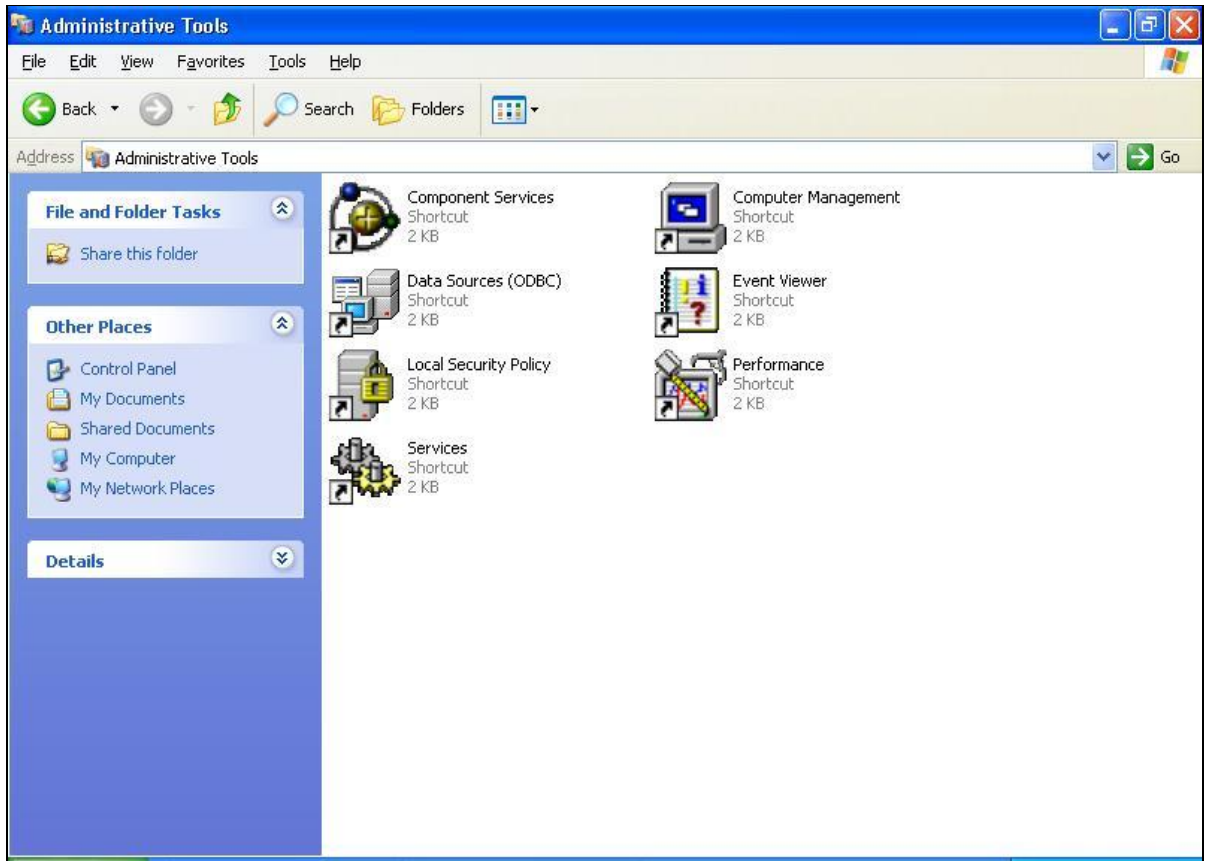 Administrative Tools
File Edit View Favorites Tools Help
Back Search Folders
Address Administrative Tools Go
File and Folder Tasks
Share this folder
Other Places
Control Panel
My Documents
Shared Documents
My Computer
My Network Places
Details
Component Services
Shortcut
2 KB
Computer Management
Shortcut
2 KB
Data Sources (ODBC)
Shortcut
2 KB
Event Viewer
Shortcut
2 KB
Local Security Policy
Shortcut
2 KB
Performance
Shortcut
2 KB
Services
Shortcut
2 KB